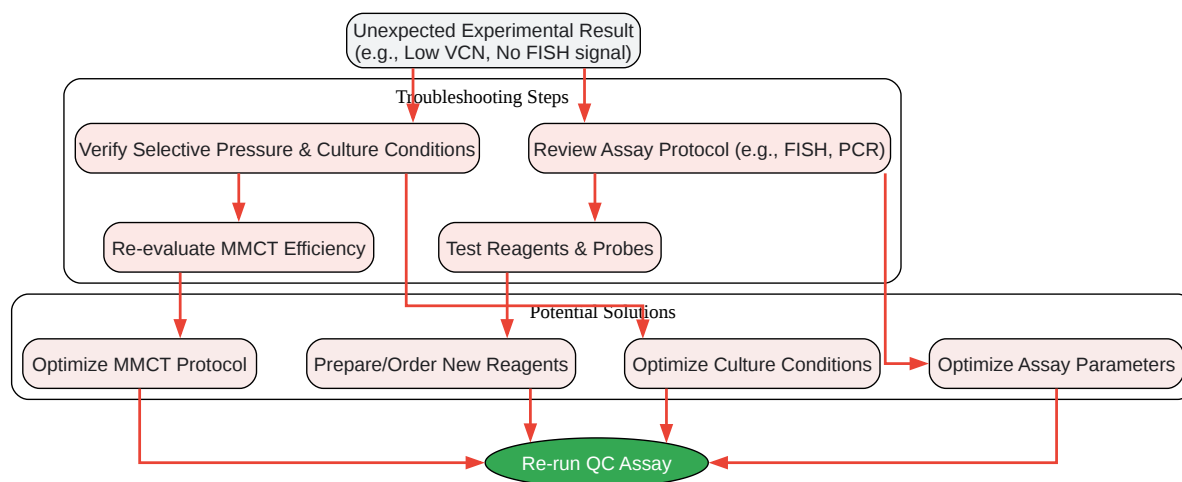 Unexpected Experimental Result
(e.g., Low VCN, No FISH signal)
Troubleshooting Steps
Verify Selective Pressure & Culture Conditions
Review Assay Protocol (e.g., FISH, PCR)
Re-evaluate MMCT Efficiency
Test Reagents & Probes
Potential Solutions
Optimize MMCT Protocol
Prepare/Order New Reagents
Optimize Culture Conditions
Optimize Assay Parameters
Re-run QC Assay